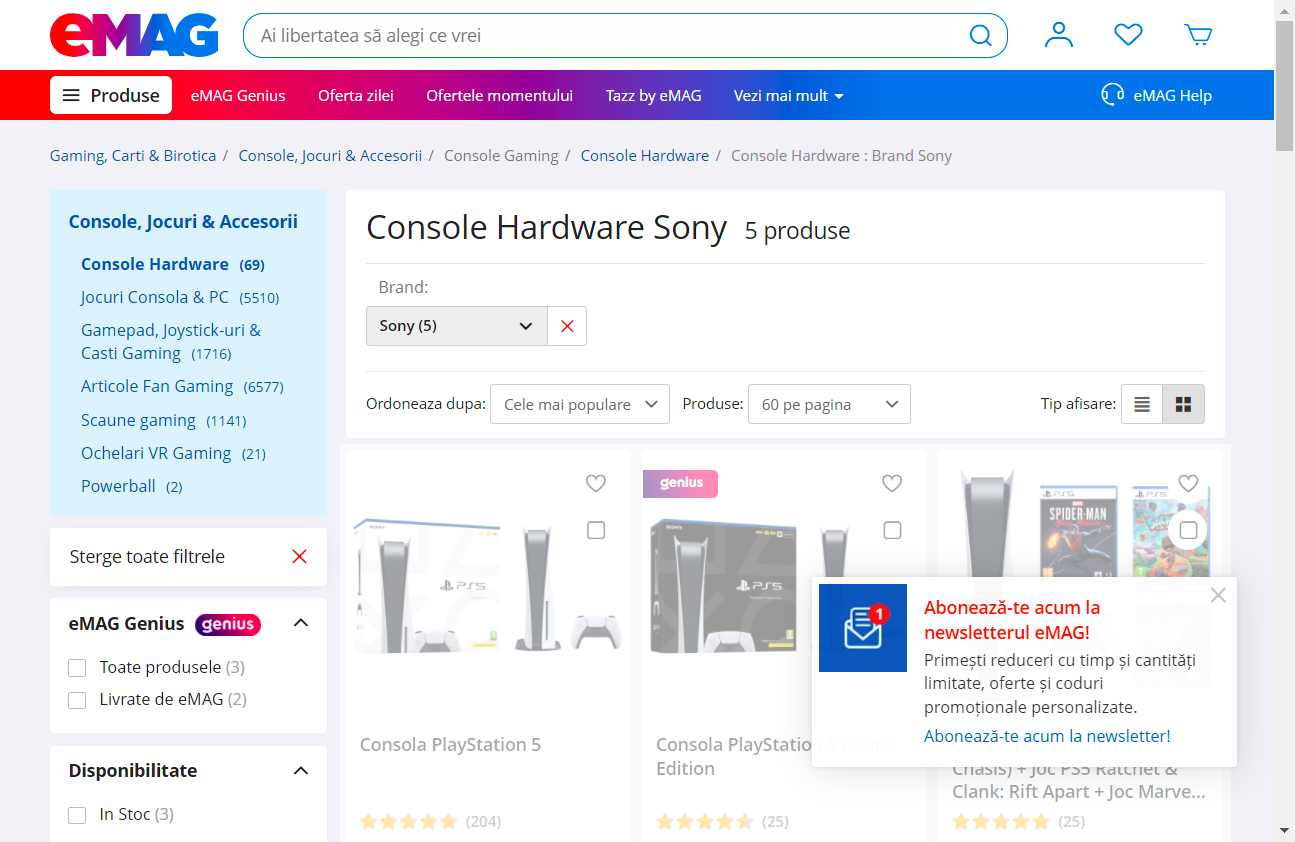 eMAG
Ai libertatea să alegi ce vrei
Produse
eMAG Genius
Oferta zilei
Ofertele momentului
Tazz by eMAG
Vezi mai mult
eMAG Help
Gaming, Carti & Birotica / Console, Jocuri & Accesorii / Console Gaming / Console Hardware / Console Hardware : Brand Sony
Console, Jocuri & Accesorii
Console Hardware (69)
Jocuri Consola & PC (5510)
Gamepad, Joystick-uri &
Casti Gaming (1716)
Articole Fan Gaming (6577)
Scaune gaming (1141)
Ochelari VR Gaming (21)
Powerball (2)
Sterge toate filtrele
eMAG Genius genius
Toate produsele (3)
Livrate de eMAG (2)
Disponibilitate
In Stoc (3)
Console Hardware Sony 5 produse
Brand:
Sony (5)
Ordoneaza dupa: Cele mai populare
Produse: 60 pe pagina
Tip afisare:
PS5
Consola PlayStation 5
(204)
genius
PS5
Consola PlayStation 5 Digital
Edition
(25)
PS5
SPIDER-MAN
PS5
Chasis) + Joc PS5 Ratchet &
Clank: Rift Apart + Joc Marve...
(25)
1
Abonează-te acum la
newsletterul eMAG!
Primești reduceri cu timp și cantități
limitate, oferte și coduri
promoționale personalizate.
Abonează-te acum la newsletter!